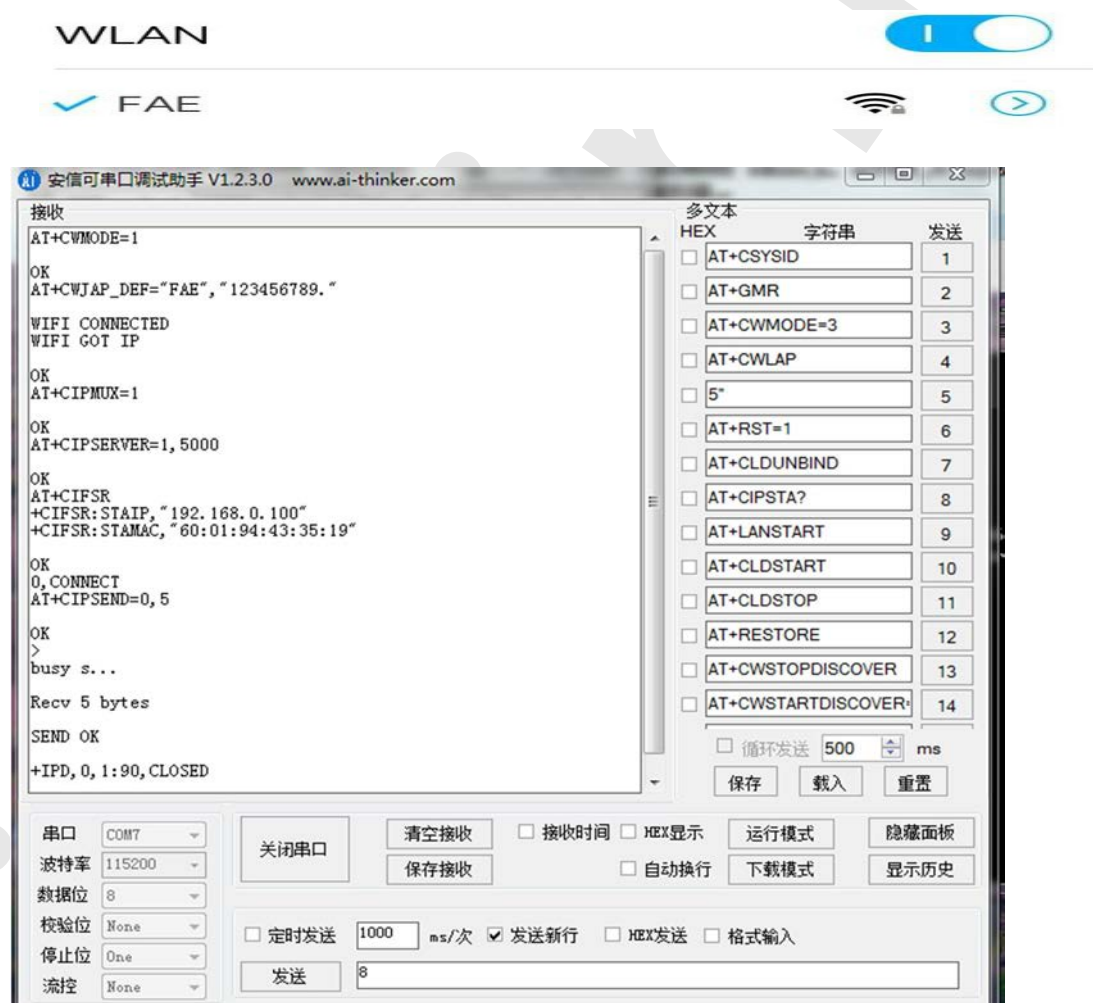 WLAN
FAE
安信可串口调试助手 V1.2.3.0 www.ai-thinker.com
接收
AT+CWMODE=1
OK
AT+CWJAP_DEF="FAE","123456789."
WIFI CONNECTED
WIFI GOT IP
OK
AT+CIPMUX=1
OK
AT+CIPSERVER=1,5000
OK
AT+CIFSR
+CIFSR:STAIP,"192.168.0.100"
+CIFSR:STAMAC,"60:01:94:43:35:19"
OK
0,CONNECT
AT+CIPSEND=0,5
OK
>
busy s...
Recv 5 bytes
SEND OK
+IPD,0,1:90,CLOSED
多文本
HEX 字符串 发送
AT+CSYSID 1
AT+GMR 2
AT+CWMODE=3 3
AT+CWLAP 4
5" 5
AT+RST=1 6
AT+CLDUNBIND 7
AT+CIPSTA? 8
AT+LANSTART 9
AT+CLDSTART 10
AT+CLDSTOP 11
AT+RESTORE 12
AT+CWSTOPDISCOVER 13
AT+CWSTARTDISCOVER= 14
循环发送 500 ms
保存 载入 重置
串口 COM7
波特率 115200
数据位 8
校验位 None
停止位 One
流控 None
关闭串口
清空接收 接收时间 HEX显示 运行模式 隐藏面板
保存接收 自动换行 下载模式 显示历史
定时发送 1000 ms/次 发送新行 HEX发送 格式输入
发送 8